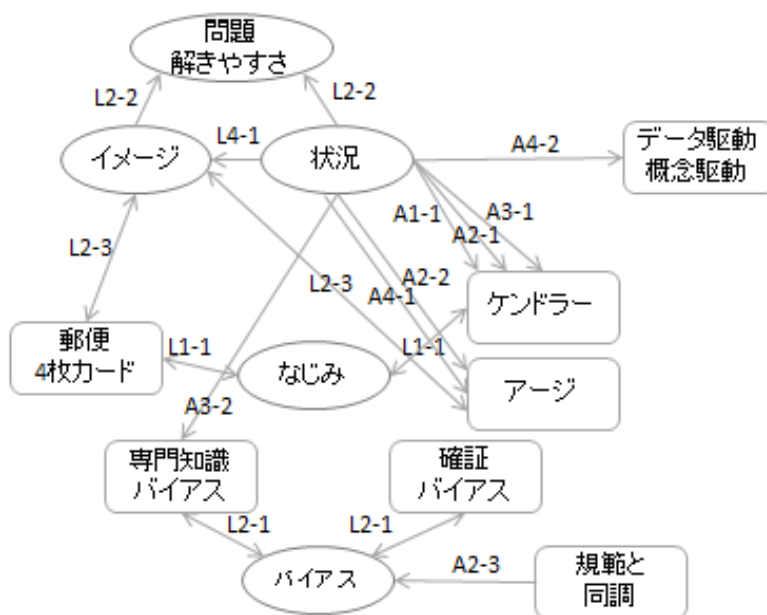 問題
解きやすさ
L2-2
L2-2
イメージ
L4-1
状況
A4-2
データ駆動
概念駆動
A1-1
A3-1
A2-1
L2-3
L2-3
A2-2
A4-1
ケンドラー
郵便
4枚カード
L1-1
なじみ
L1-1
アージ
A3-2
専門知識
バイアス
確証
バイアス
L2-1
L2-1
バイアス
A2-3
規範と
同調